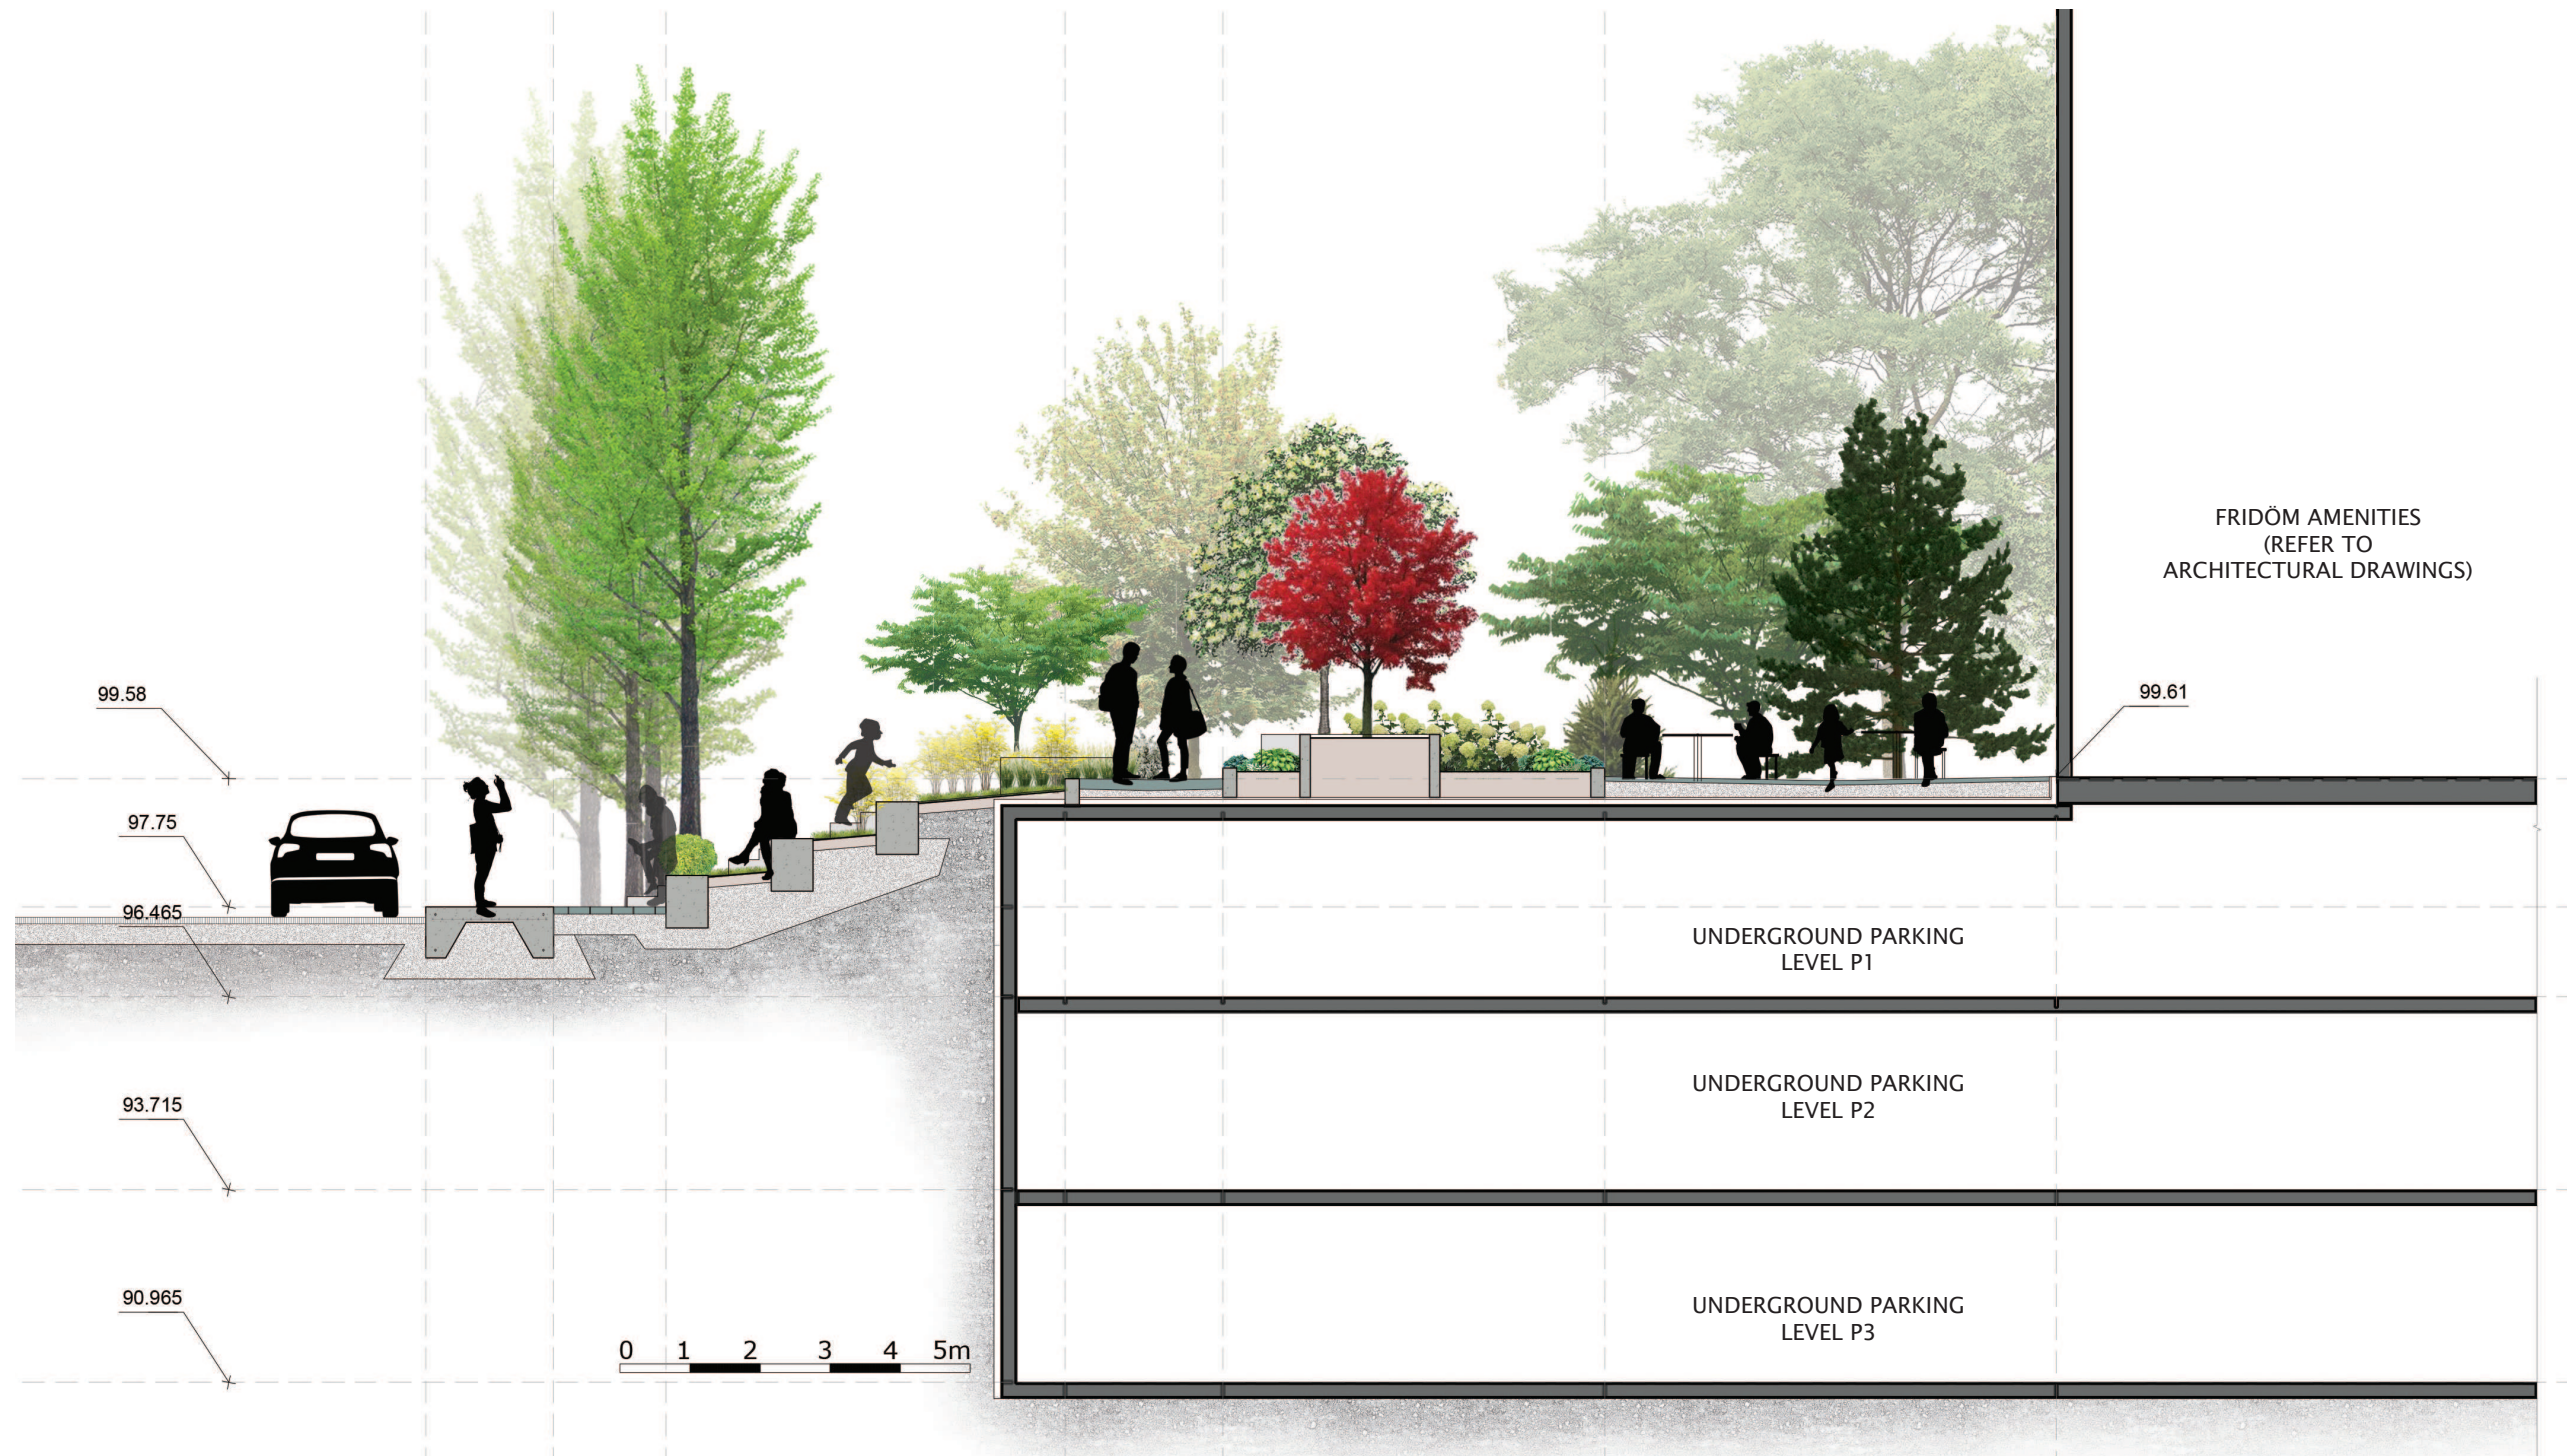 FRIDÖM AMENITIES
(REFER TO
ARCHITECTURAL DRAWINGS)
99.58
99.61
97.75
96.465
UNDERGROUND PARKING
LEVEL P1
93.715
UNDERGROUND PARKING
LEVEL P2
90.965
UNDERGROUND PARKING
LEVEL P3
0 1 2 3 4 5m